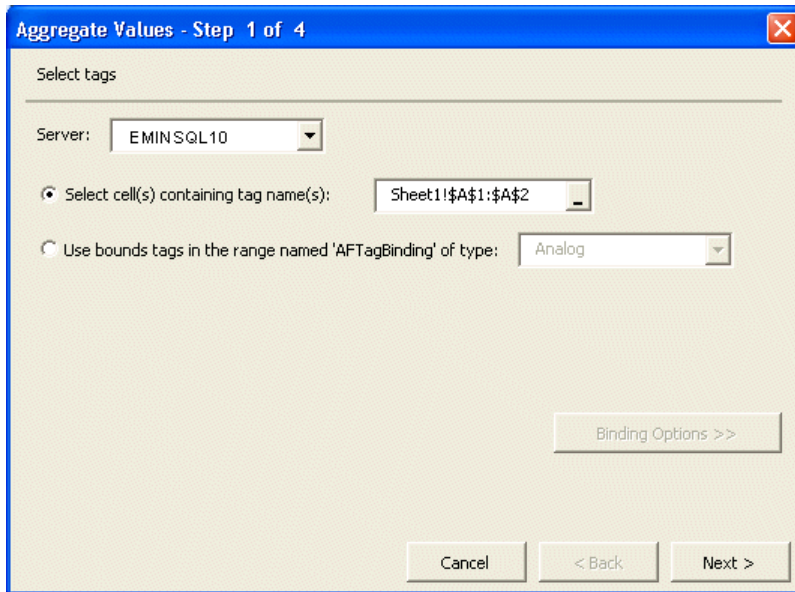 Aggregate Values - Step 1 of 4
Select tags
Server: EMINSQL10
Select cell(s) containing tag name(s): Sheet1!$A$1:$A$2
Use bounds tags in the range named 'AFTagBinding' of type: Analog
Binding Options >>
Cancel < Back Next >